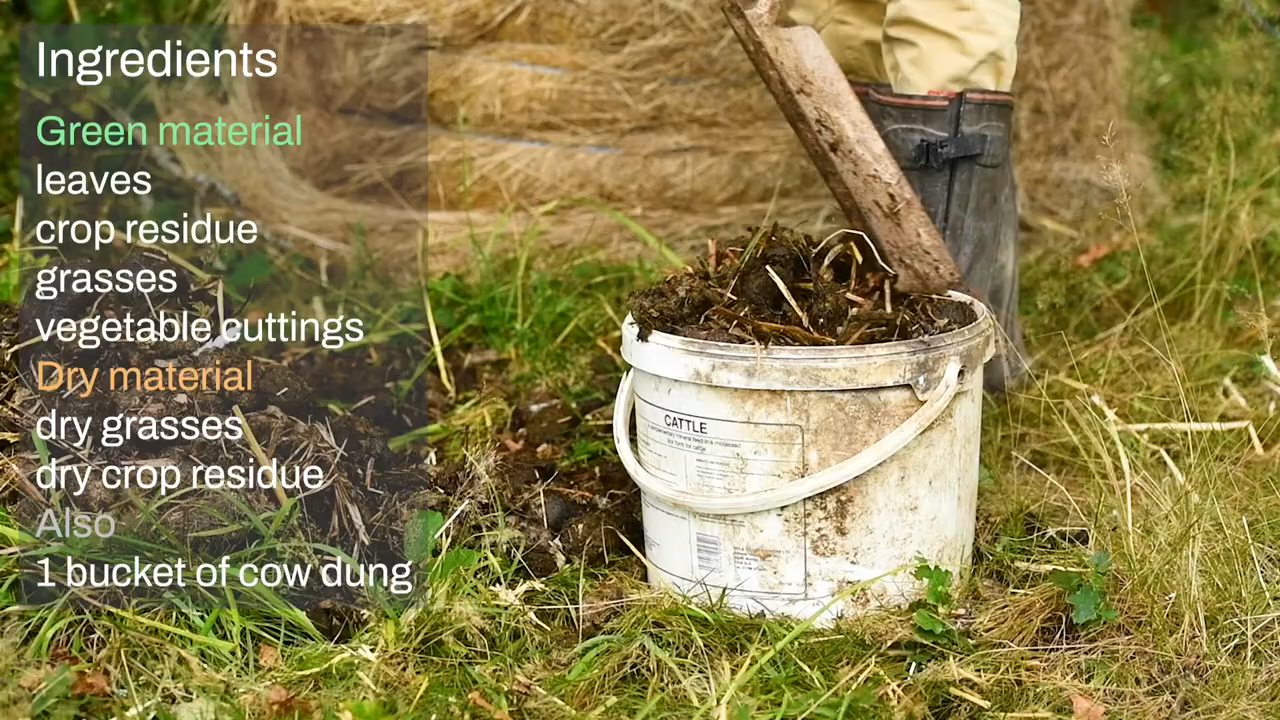 Ingredients
Green material
leaves
crop residue
grasses
vegetable cuttings
Dry material
dry grasses
dry crop residue
Also
1 bucket of cow dung
CATTLE